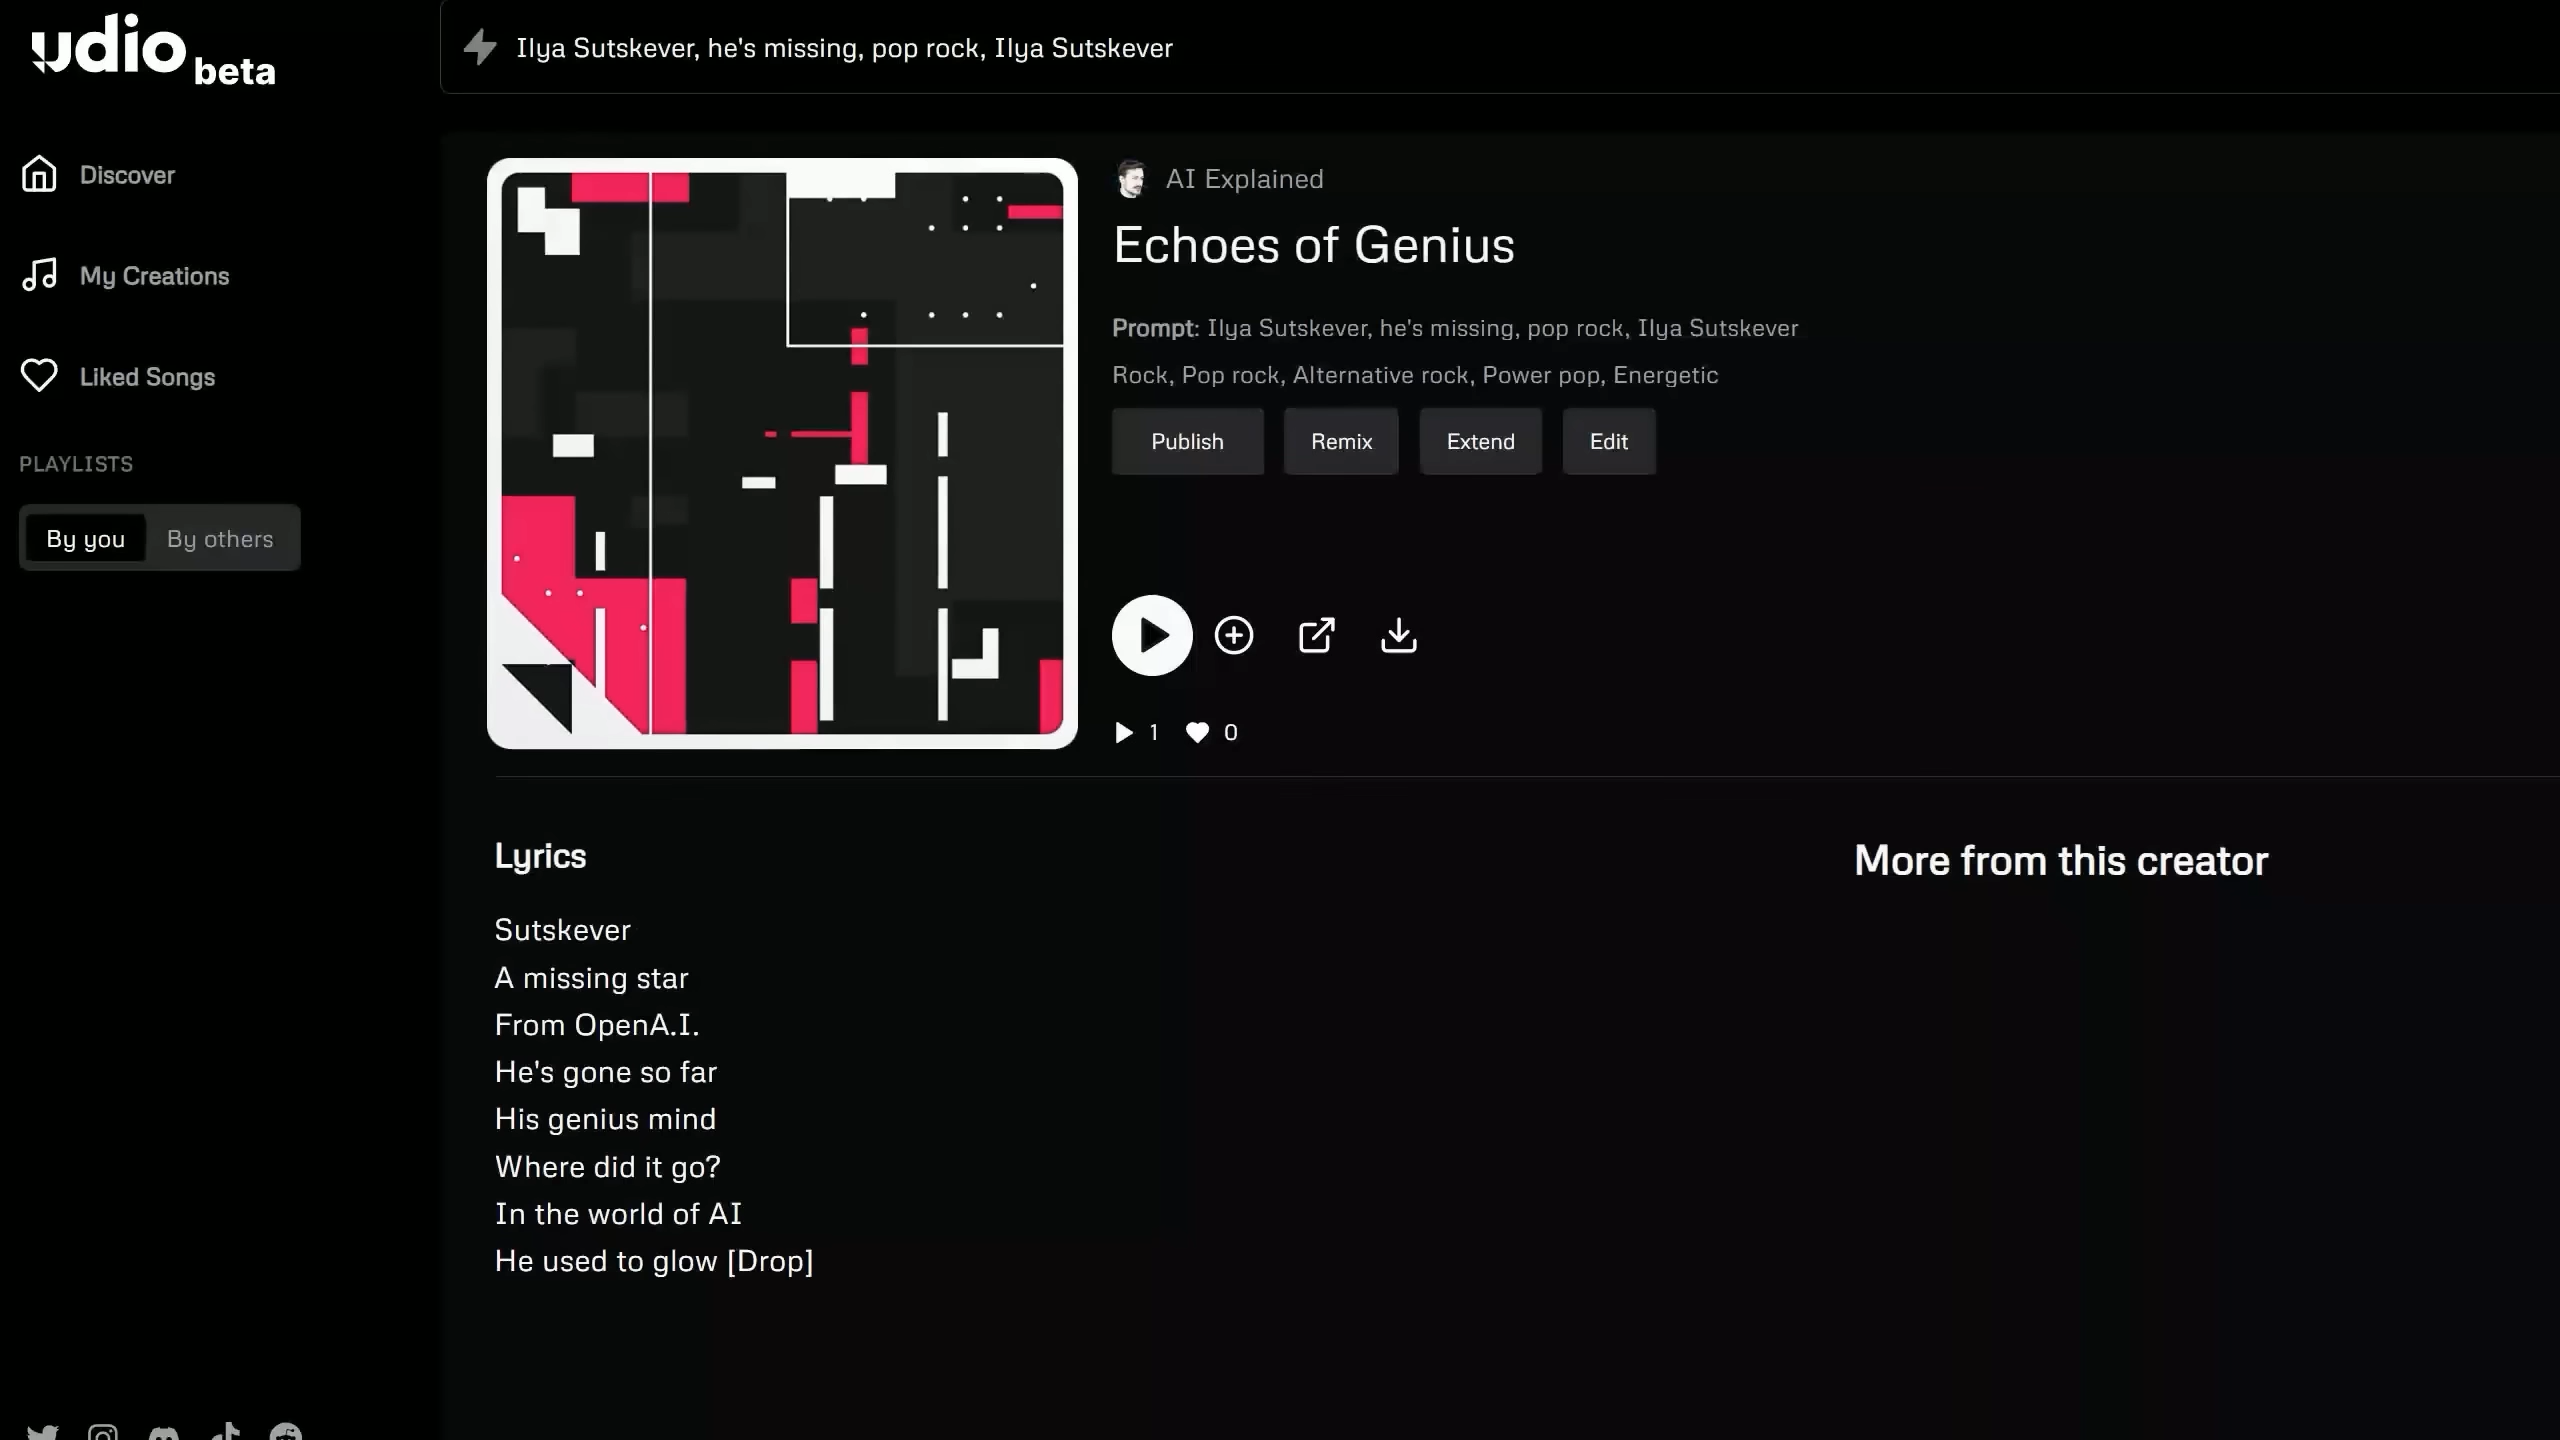 udio beta
Ilya Sutskever, he's missing, pop rock, Ilya Sutskever
Discover
My Creations
Liked Songs
PLAYLISTS
By you By others
AI Explained
Echoes of Genius
Prompt: Ilya Sutskever, he's missing, pop rock, Ilya Sutskever
Rock, Pop rock, Alternative rock, Power pop, Energetic
Publish Remix Extend Edit
1 0
Lyrics
Sutskever
A missing star
From OpenA.I.
He's gone so far
His genius mind
Where did it go?
In the world of AI
He used to glow [Drop]
More from this creator